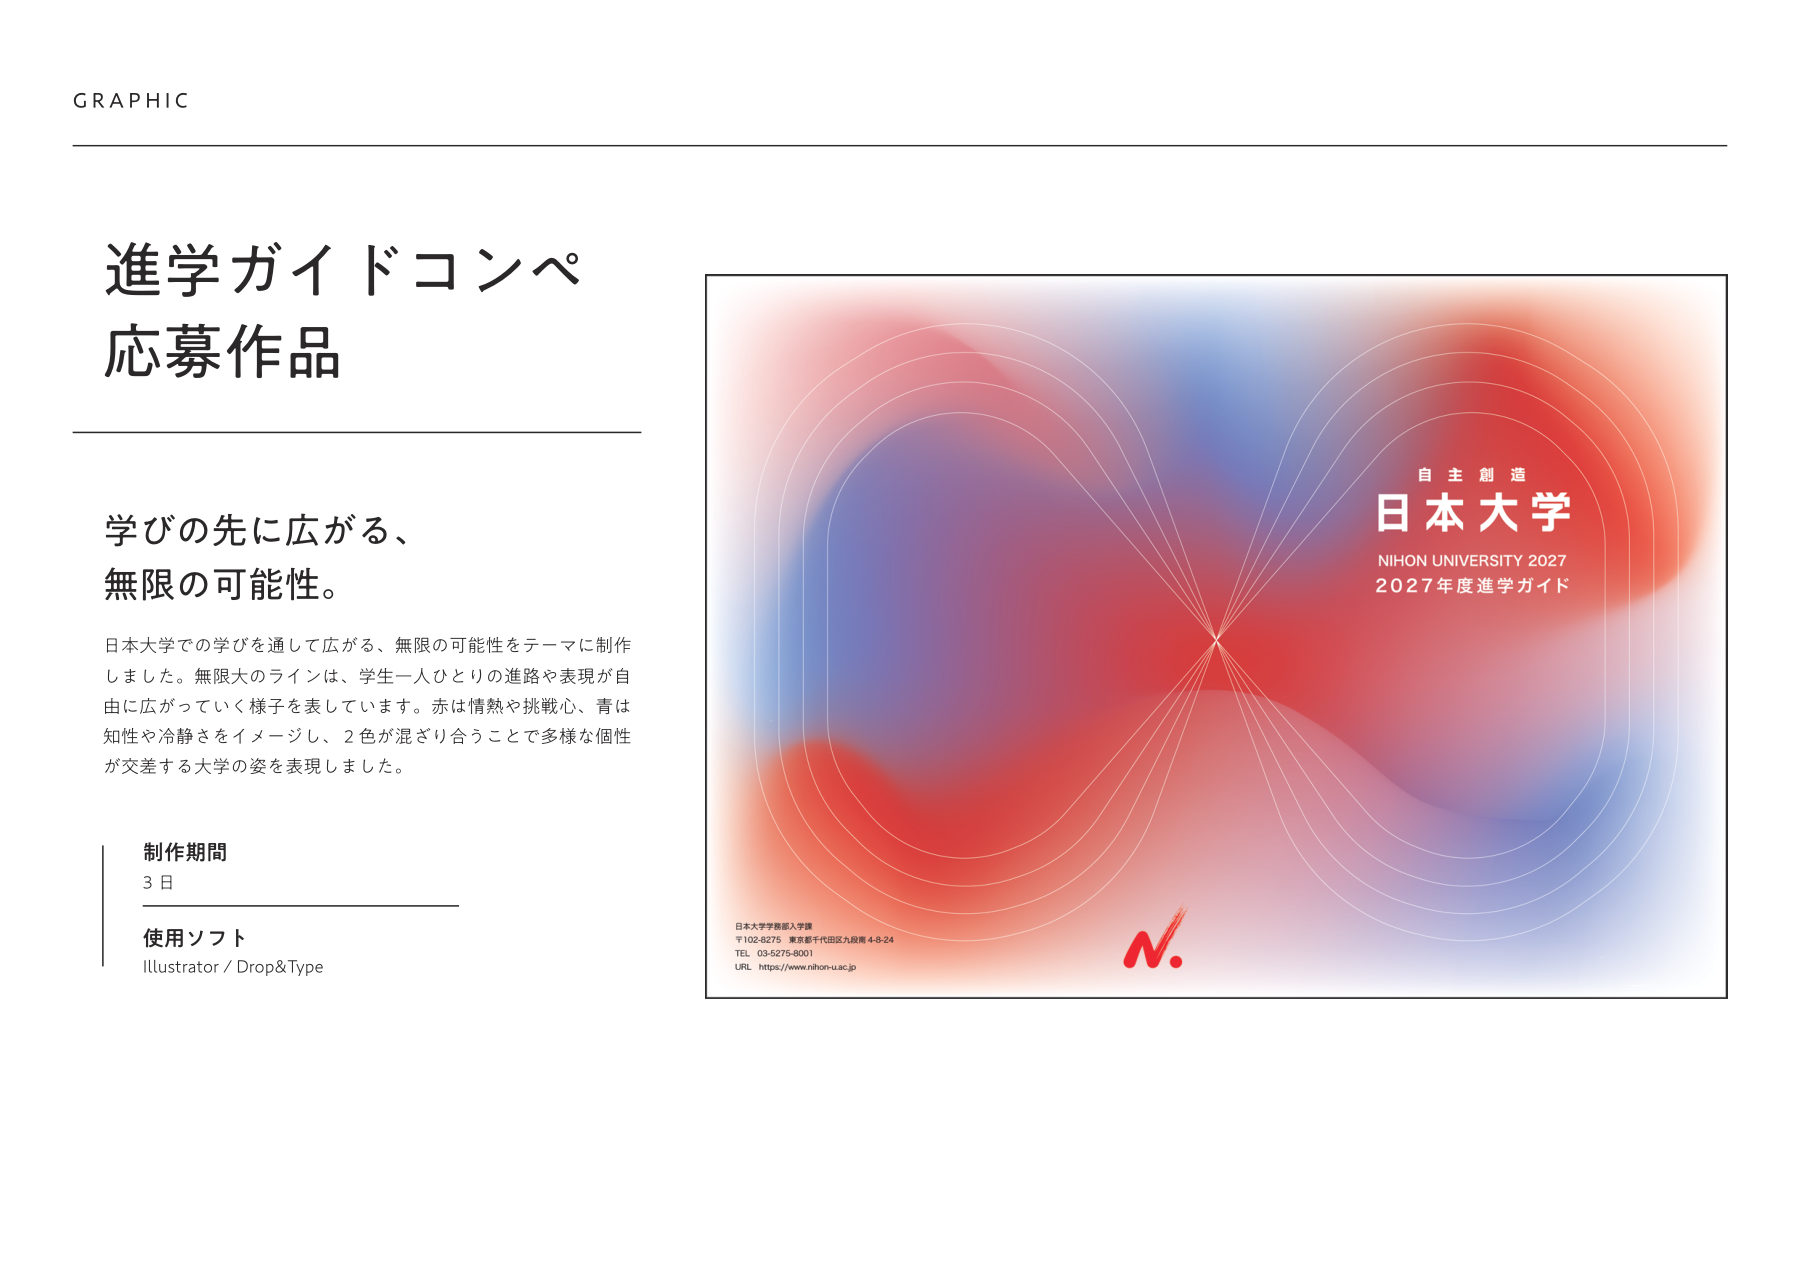 GRAPHIC
進学ガイドコンペ
応募作品
学びの先に広がる、
無限の可能性。
日本大学での学びを通して広がる、無限の可能性をテーマに制作
しました。無限大のラインは、学生一人ひとりの進路や表現が自
由に広がっていく様子を表しています。赤は情熱や挑戦心、青は
知性や冷静さをイメージし、２色が混ざり合うことで多様な個性
が交差する大学の姿を表現しました。
制作期間
3 日
使用ソフト
Illustrator / Drop&Type
自主創造
日本大学
NIHON UNIVERSITY 2027
2027年度進学ガイド
日本大学学務部入学課
〒102-8275　東京都千代田区九段南 4-8-24
TEL　03-5275-8001
URL　https://www.nihon-u.ac.jp
N.